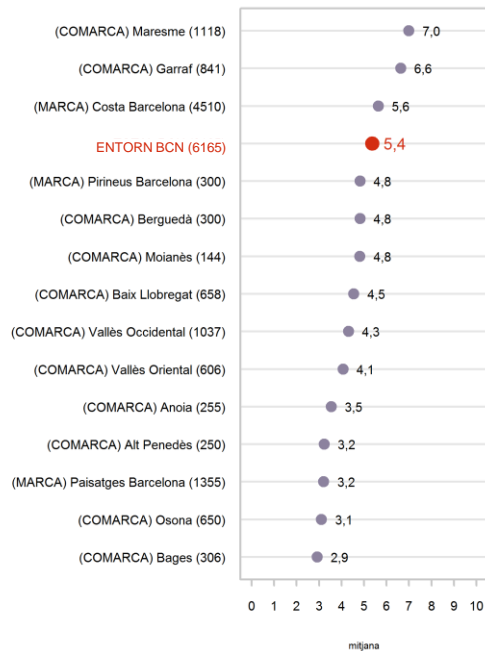 (COMARCA) Maresme (1118) 7,0
(COMARCA) Garraf (841) 6,6
(MARCA) Costa Barcelona (4510) 5,6
ENTORN BCN (6165) 5,4
(MARCA) Pirineus Barcelona (300) 4,8
(COMARCA) Berguedà (300) 4,8
(COMARCA) Moianès (144) 4,8
(COMARCA) Baix Llobregat (658) 4,5
(COMARCA) Vallès Occidental (1037) 4,3
(COMARCA) Vallès Oriental (606) 4,1
(COMARCA) Anoia (255) 3,5
(COMARCA) Alt Penedès (250) 3,2
(MARCA) Paisatges Barcelona (1355) 3,2
(COMARCA) Osona (650) 3,1
(COMARCA) Bages (306) 2,9
0 1 2 3 4 5 6 7 8 9 10
mitjana